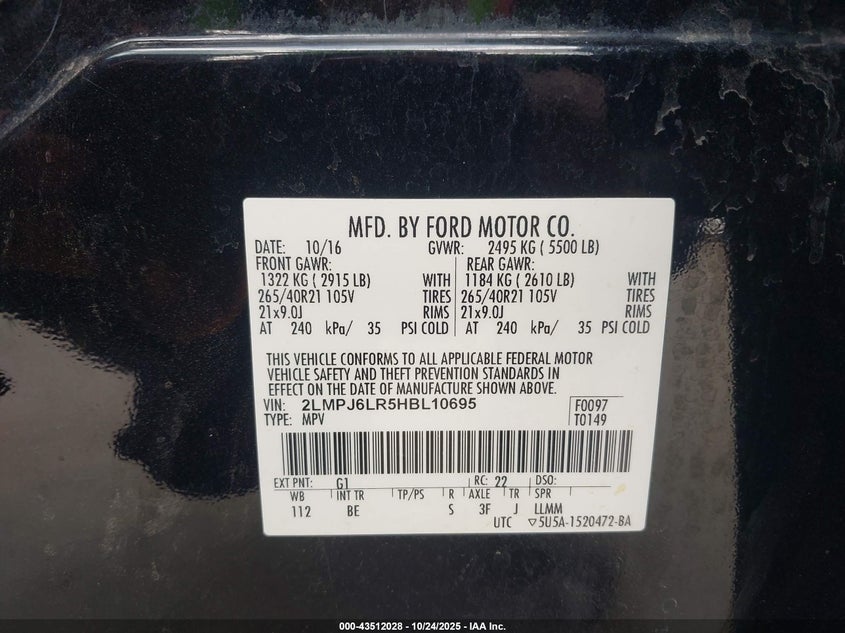 MFD. BY FORD MOTOR CO.
DATE: 10/16 GVWR: 2495 KG ( 5500 LB)
FRONT GAWR: REAR GAWR:
1322 KG ( 2915 LB) WITH 1184 KG ( 2610 LB) WITH
265/40R21 105V TIRES 265/40R21 105V TIRES
21x9.0J RIMS 21x9.0J RIMS
AT 240 kPa/ 35 PSI COLD AT 240 kPa/ 35 PSI COLD
THIS VEHICLE CONFORMS TO ALL APPLICABLE FEDERAL MOTOR
VEHICLE SAFETY AND THEFT PREVENTION STANDARDS IN
EFFECT ON THE DATE OF MANUFACTURE SHOWN ABOVE.
VIN: 2LMPJ6LR5HBL10695 F0097
TYPE: MPV T0149
EXT PNT: G1 RC: 22 DSO:
WB INT TR TP/PS R AXLE TR SPR
112 BE S 3F J LLMM
UTC ▽5U5A-1520472-BA
000-43512028 - 10/24/2025 - IAA Inc.